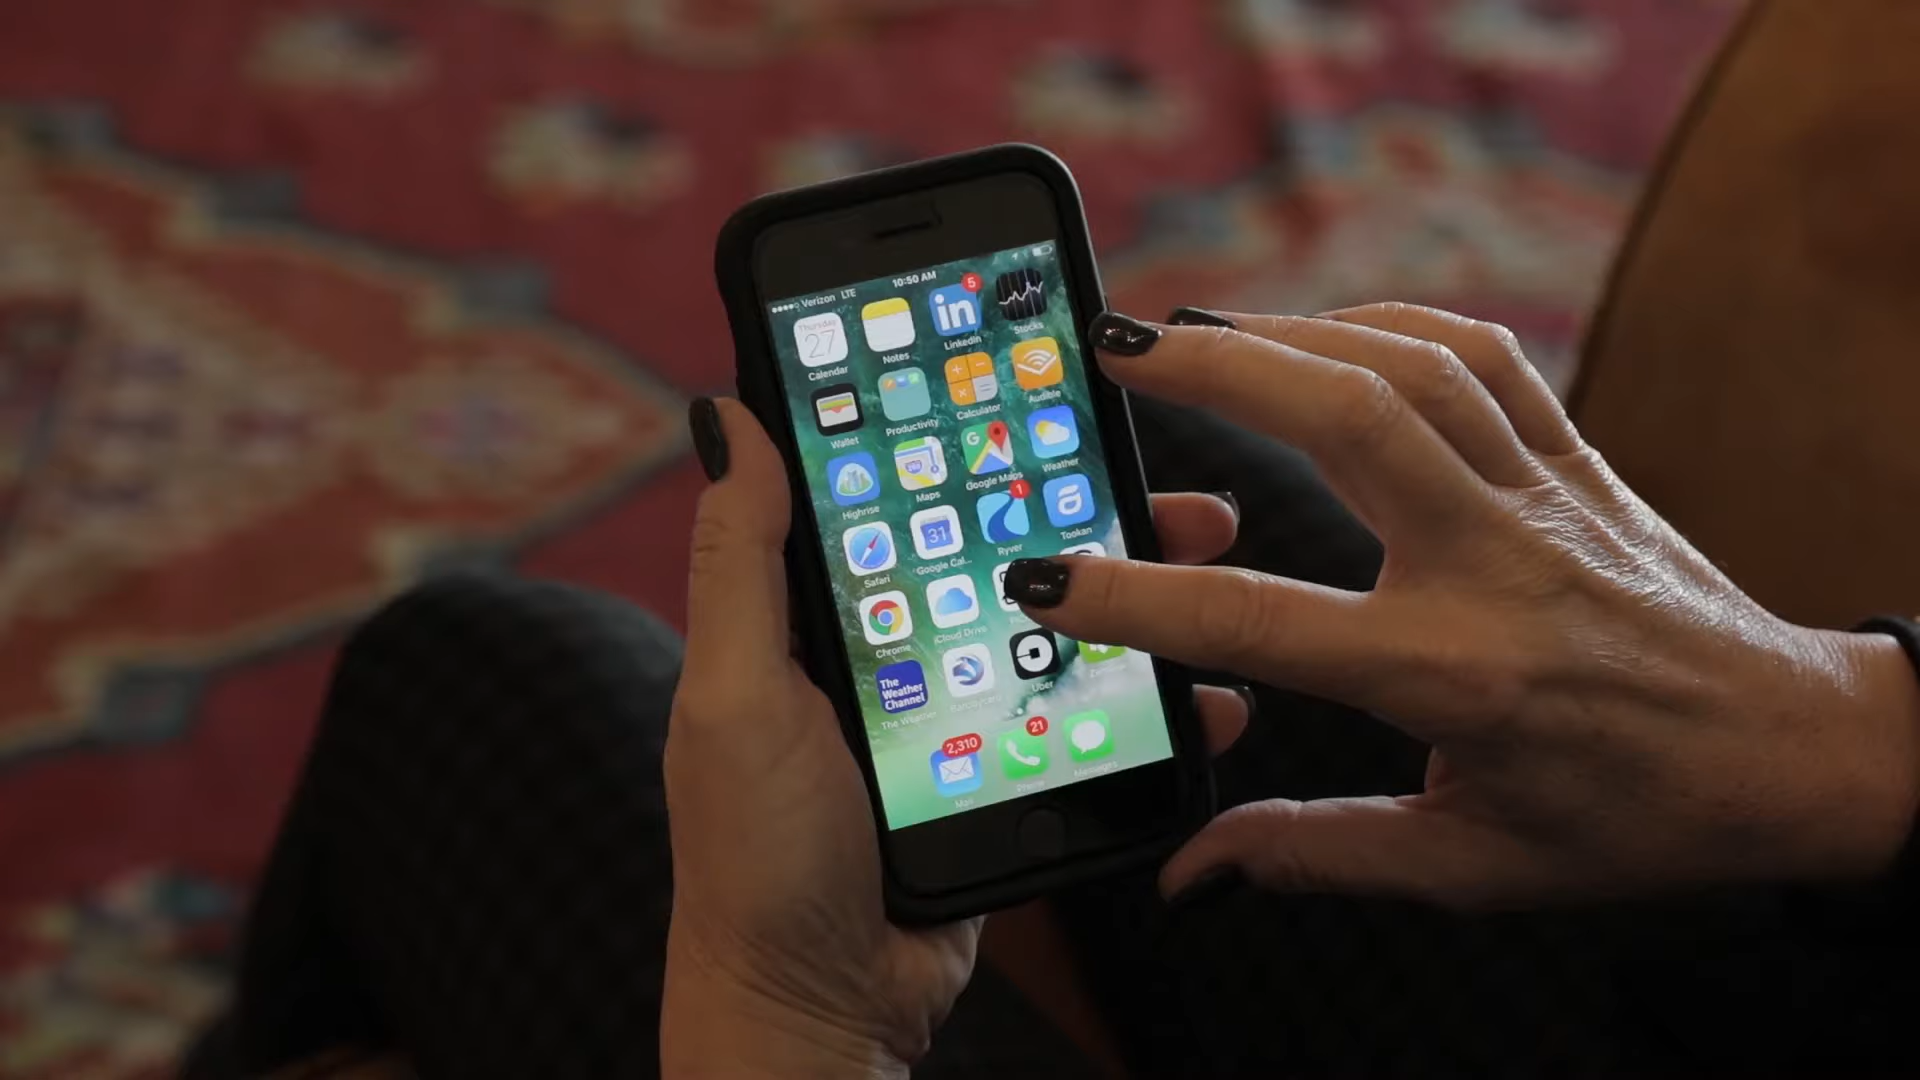 Verizon LTE 10:50 AM
Thursday
27
5
Calendar Notes LinkedIn Stocks
in
Wallet Productivity Calculator Audible
280
G
Highrise Maps Google Maps Weather
31
1
Safari Google Cal... Ryver Tookan
Chrome iCloud Drive
The
Weather
Channel
The Weather Uber
2,310
21
Mail Phone Messages